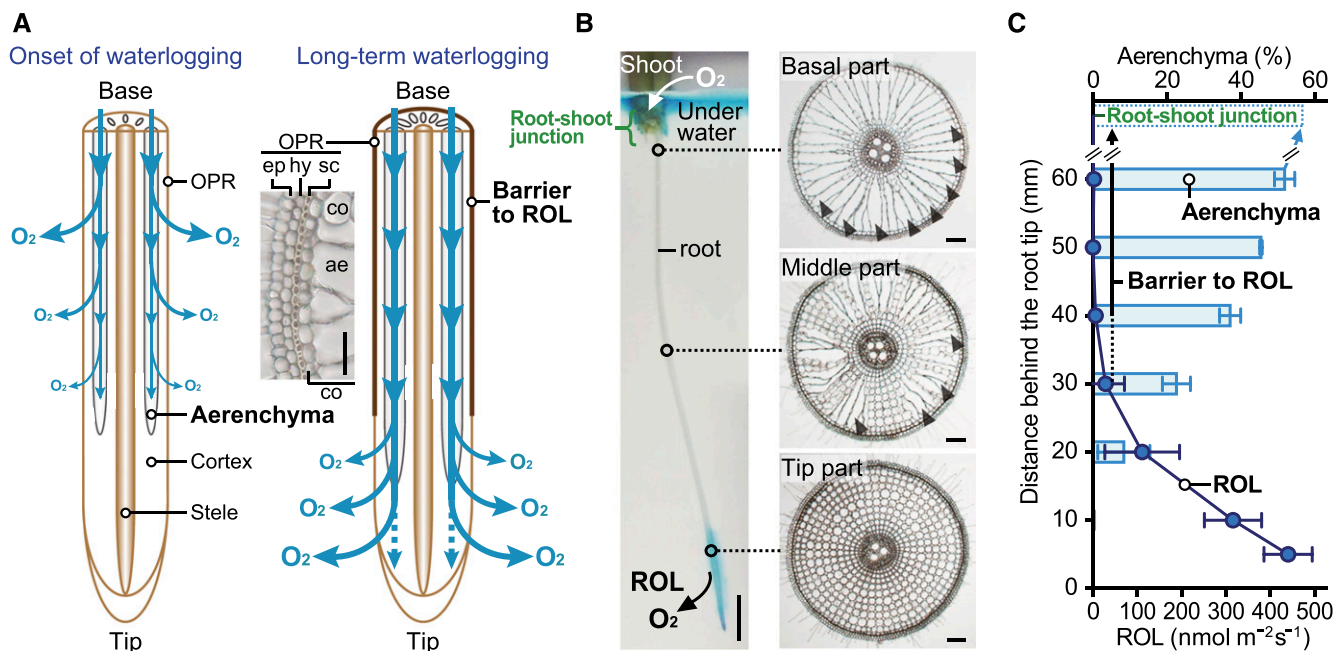 A
Onset of waterlogging
Base
OPR
O₂
O₂
O₂
O₂
O₂
O₂
Aerenchyma
Cortex
Stele
Tip
Long-term waterlogging
Base
OPR
ep hy sc
co
ae
co
Barrier
to ROL
O₂
O₂
O₂
O₂
O₂
O₂
Tip
B
Shoot
O₂
Under
water
Root-shoot
junction
root
ROL
O₂
Basal part
Middle part
Tip part
C
Aerenchyma (%)
0 20 40 60
Root-shoot junction
Distance behind the root tip (mm)
60
50
40
30
20
10
0
Aerenchyma
Barrier to ROL
ROL
0 100 200 300 400 500
ROL (nmol m⁻²s⁻¹)